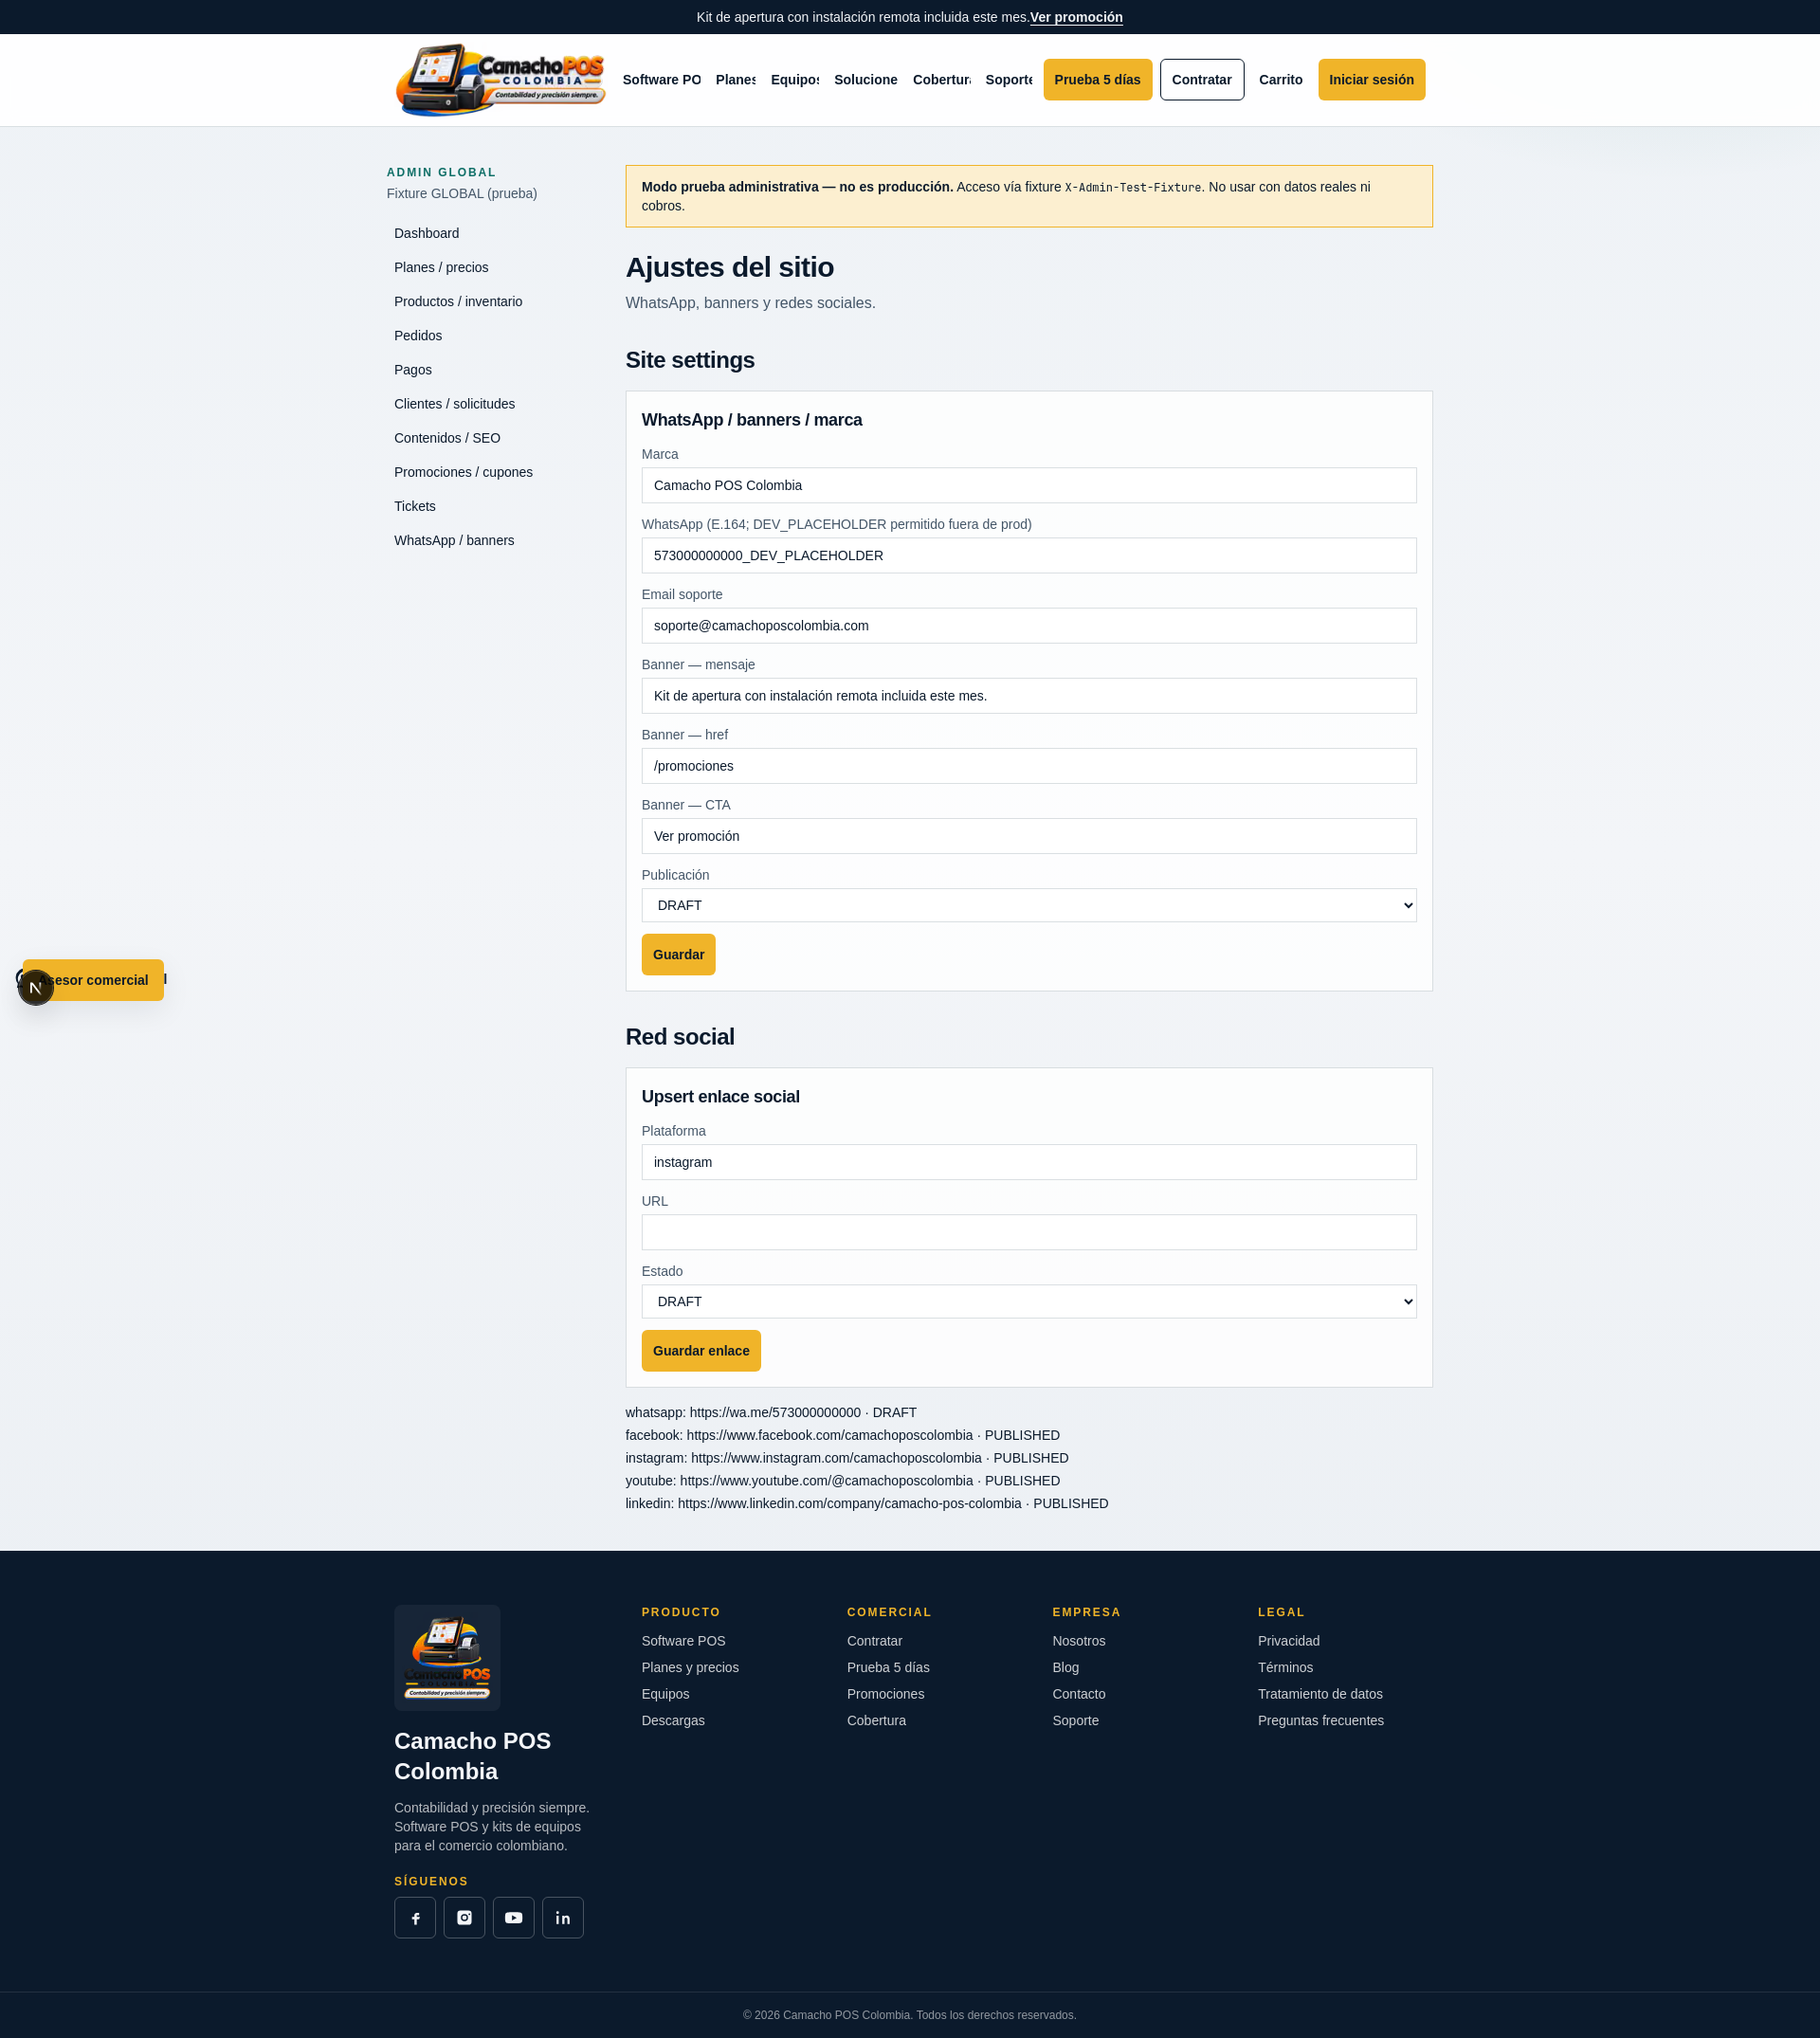 Kit de apertura con instalación remota incluida este mes.Ver promoción
CamachoPOS
COLOMBIA
Contabilidad y precisión siempre.
Software PO Planes Equipos Solucione Cobertura Soporte Prueba 5 días Contratar Carrito Iniciar sesión
ADMIN GLOBAL
Fixture GLOBAL (prueba)
Dashboard
Planes / precios
Productos / inventario
Pedidos
Pagos
Clientes / solicitudes
Contenidos / SEO
Promociones / cupones
Tickets
WhatsApp / banners
Modo prueba administrativa — no es producción. Acceso vía fixture X-Admin-Test-Fixture. No usar con datos reales ni
cobros.
Ajustes del sitio
WhatsApp, banners y redes sociales.
Site settings
WhatsApp / banners / marca
Marca
Camacho POS Colombia
WhatsApp (E.164; DEV_PLACEHOLDER permitido fuera de prod)
573000000000_DEV_PLACEHOLDER
Email soporte
soporte@camachoposcolombia.com
Banner — mensaje
Kit de apertura con instalación remota incluida este mes.
Banner — href
/promociones
Banner — CTA
Ver promoción
Publicación
DRAFT
Guardar
Asesor comercial
Red social
Upsert enlace social
Plataforma
instagram
URL
Estado
DRAFT
Guardar enlace
whatsapp: https://wa.me/573000000000 · DRAFT
facebook: https://www.facebook.com/camachoposcolombia · PUBLISHED
instagram: https://www.instagram.com/camachoposcolombia · PUBLISHED
youtube: https://www.youtube.com/@camachoposcolombia · PUBLISHED
linkedin: https://www.linkedin.com/company/camacho-pos-colombia · PUBLISHED
CamachoPOS
COLOMBIA
Contabilidad y precisión siempre.
Camacho POS
Colombia
Contabilidad y precisión siempre.
Software POS y kits de equipos
para el comercio colombiano.
SÍGUENOS
PRODUCTO
Software POS
Planes y precios
Equipos
Descargas
COMERCIAL
Contratar
Prueba 5 días
Promociones
Cobertura
EMPRESA
Nosotros
Blog
Contacto
Soporte
LEGAL
Privacidad
Términos
Tratamiento de datos
Preguntas frecuentes
© 2026 Camacho POS Colombia. Todos los derechos reservados.